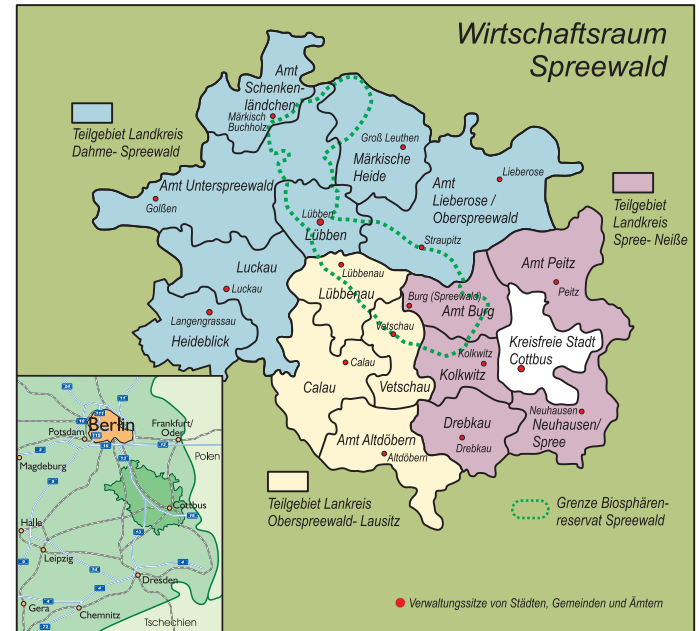 Wirtschaftsraum
Spreewald
Amt
Schenken-
ländchen
Märkisch
Buchholz
Teilgebiet Landkreis
Dahme- Spreewald
Groß Leuthen
Märkische
Heide
Amt Unterspreewald
Golßen
Lieberose
Amt
Lieberose /
Oberspreewald
Teilgebiet
Landkreis
Spree- Neiße
Lübben
Lübben
Straupitz
Luckau
Luckau
Lübbenau
Lübbenau
Amt Peitz
Peitz
Burg (Spreewald)
Amt Burg
Langengrassau
Heideblick
Vatschau
Kreisfreie Stadt
Cottbus
Kolkwitz
Kolkwitz
Calau
Calau
Vetschau
Neuhausen
Neuhausen/
Spree
Drebkau
Drebkau
Amt Altdöbern
Altdöbern
Teilgebiet Lankreis
Oberspreewald- Lausitz
Grenze Biosphären-
reservat Spreewald
Verwaltungssitze von Städten, Gemeinden und Ämtern
Berlin
Potsdam
Frankfurt/
Oder
Polen
Magdeburg
Cottbus
Halle
Leipzig
Dresden
Gera
Chemnitz
Tschechien